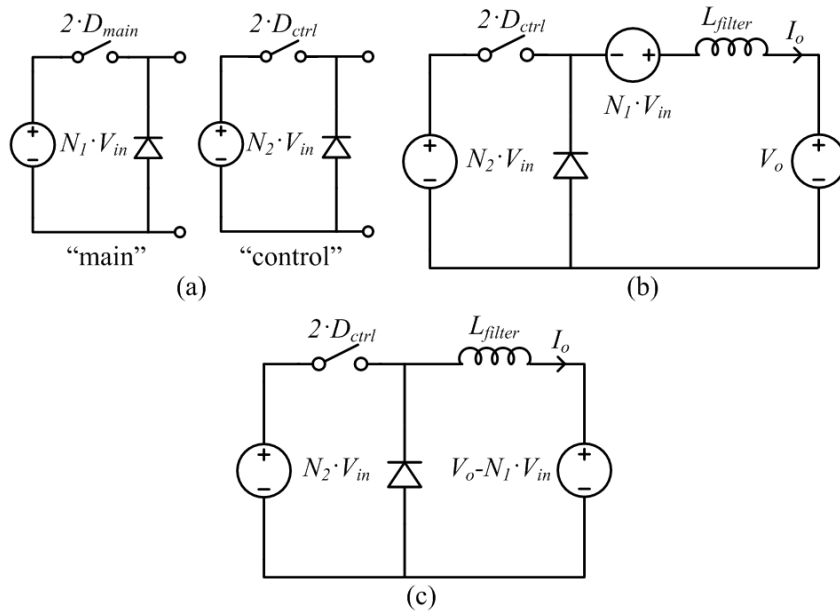 2·D_main
N_1·V_in
"main"
2·D_ctrl
N_2·V_in
"control"
(a)
2·D_ctrl
N_2·V_in
N_1·V_in
L_filter
I_o
V_o
(b)
2·D_ctrl
N_2·V_in
L_filter
I_o
V_o-N_1·V_in
(c)